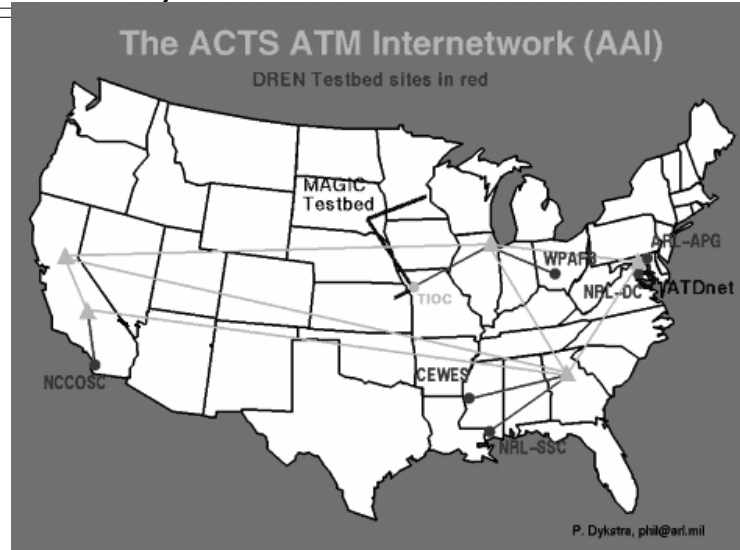 The ACTS ATM Internetwork (AAI)
DREN Testbed sites in red
MAGIC
Testbed
ARL-APG
WPAFB
NRL-DC
ATDnet
TIOC
CEWES
NCCOSC
NRL-SSC
P. Dykstra, phil@arl.mil